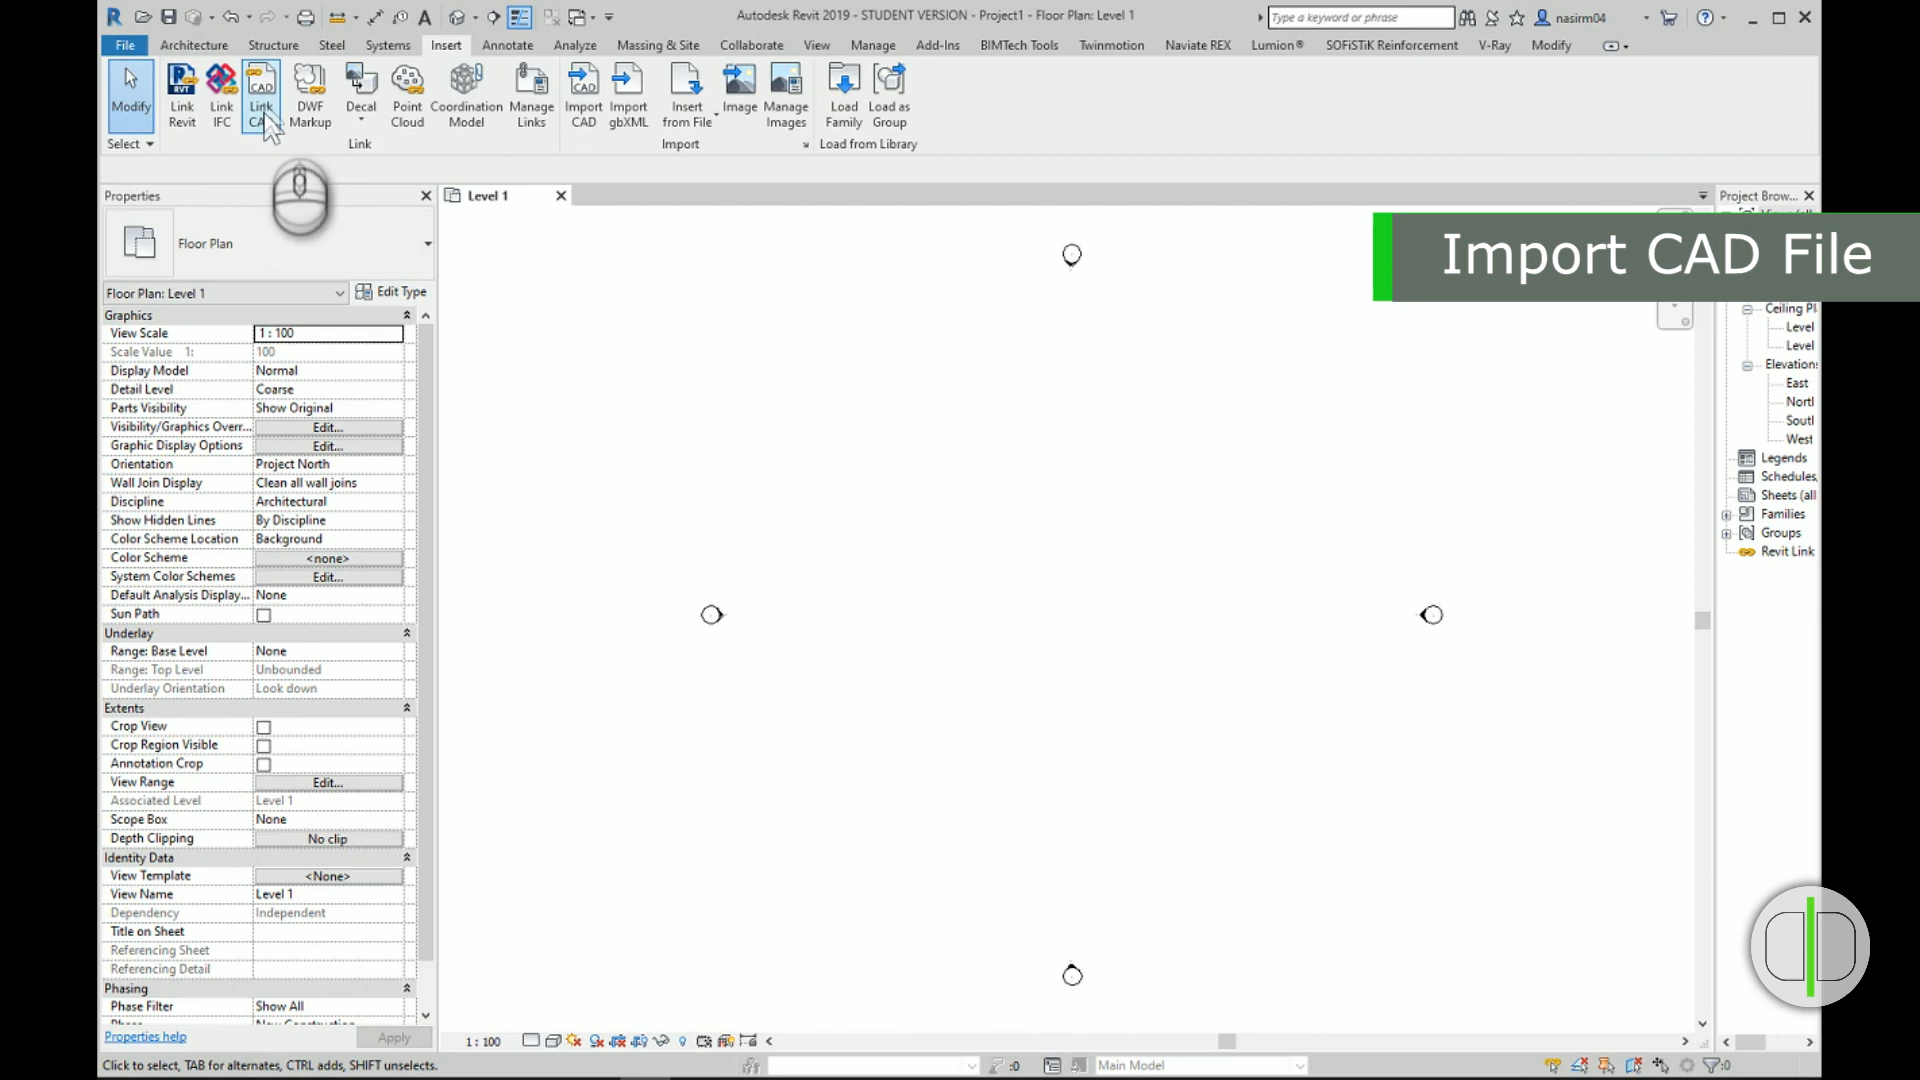 Autodesk Revit 2019 - STUDENT VERSION - Project1 - Floor Plan: Level 1
Type a keyword or phrase
nasirm04
File Architecture Structure Steel Systems Insert Annotate Analyze Massing & Site Collaborate View Manage Add-Ins BIMTech Tools Twinmotion Naviate REX Lumion® SOFiSTiK Reinforcement V-Ray Modify
Modify
Link Revit
Link IFC
Link
DWF Markup
Decal
Point Cloud
Coordination Model
Manage Links
Import CAD
Import gbXML
Insert from File
Image
Manage Images
Load Family
Load as Group
Select
Link
Import
Load from Library
Properties
Level 1
Project Brow...
Floor Plan
Import CAD File
Floor Plan: Level 1
Edit Type
Graphics
View Scale 1 : 100
Scale Value 1: 100
Display Model Normal
Detail Level Coarse
Parts Visibility Show Original
Visibility/Graphics Overr... Edit...
Graphic Display Options Edit...
Orientation Project North
Wall Join Display Clean all wall joins
Discipline Architectural
Show Hidden Lines By Discipline
Color Scheme Location Background
Color Scheme <none>
System Color Schemes Edit...
Default Analysis Display... None
Sun Path
Underlay
Range: Base Level None
Range: Top Level Unbounded
Underlay Orientation Look down
Extents
Crop View
Crop Region Visible
Annotation Crop
View Range Edit...
Associated Level Level 1
Scope Box None
Depth Clipping No clip
Identity Data
View Template <None>
View Name Level 1
Dependency Independent
Title on Sheet
Referencing Sheet
Referencing Detail
Phasing
Phase Filter Show All
Properties help
Apply
Ceiling Pl
Level
Level
Elevations
East
Nort
Sout
West
Legends
Schedules,
Sheets (all
Families
Groups
Revit Link
1 : 100
Click to select, TAB for alternates, CTRL adds, SHIFT unselects.
:0
Main Model
:0